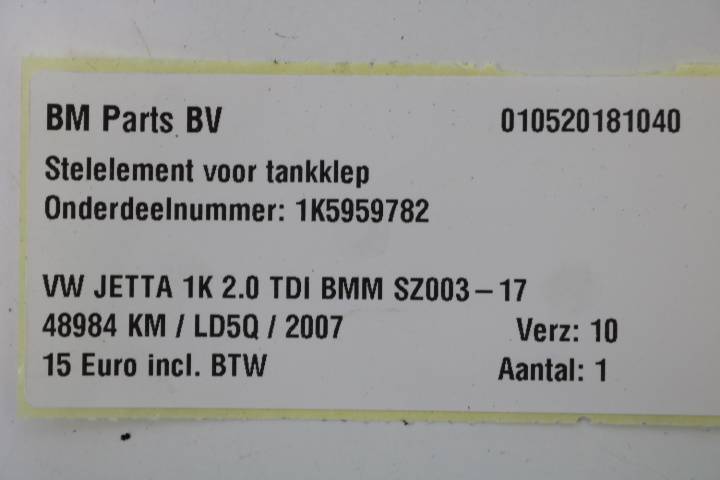 BM Parts BV 010520181040
Stelelement voor tankklep
Onderdeelnummer: 1K5959782
VW JETTA 1K 2.0 TDI BMM SZ003-17
48984 KM / LD5Q / 2007 Verz: 10
15 Euro incl. BTW Aantal: 1